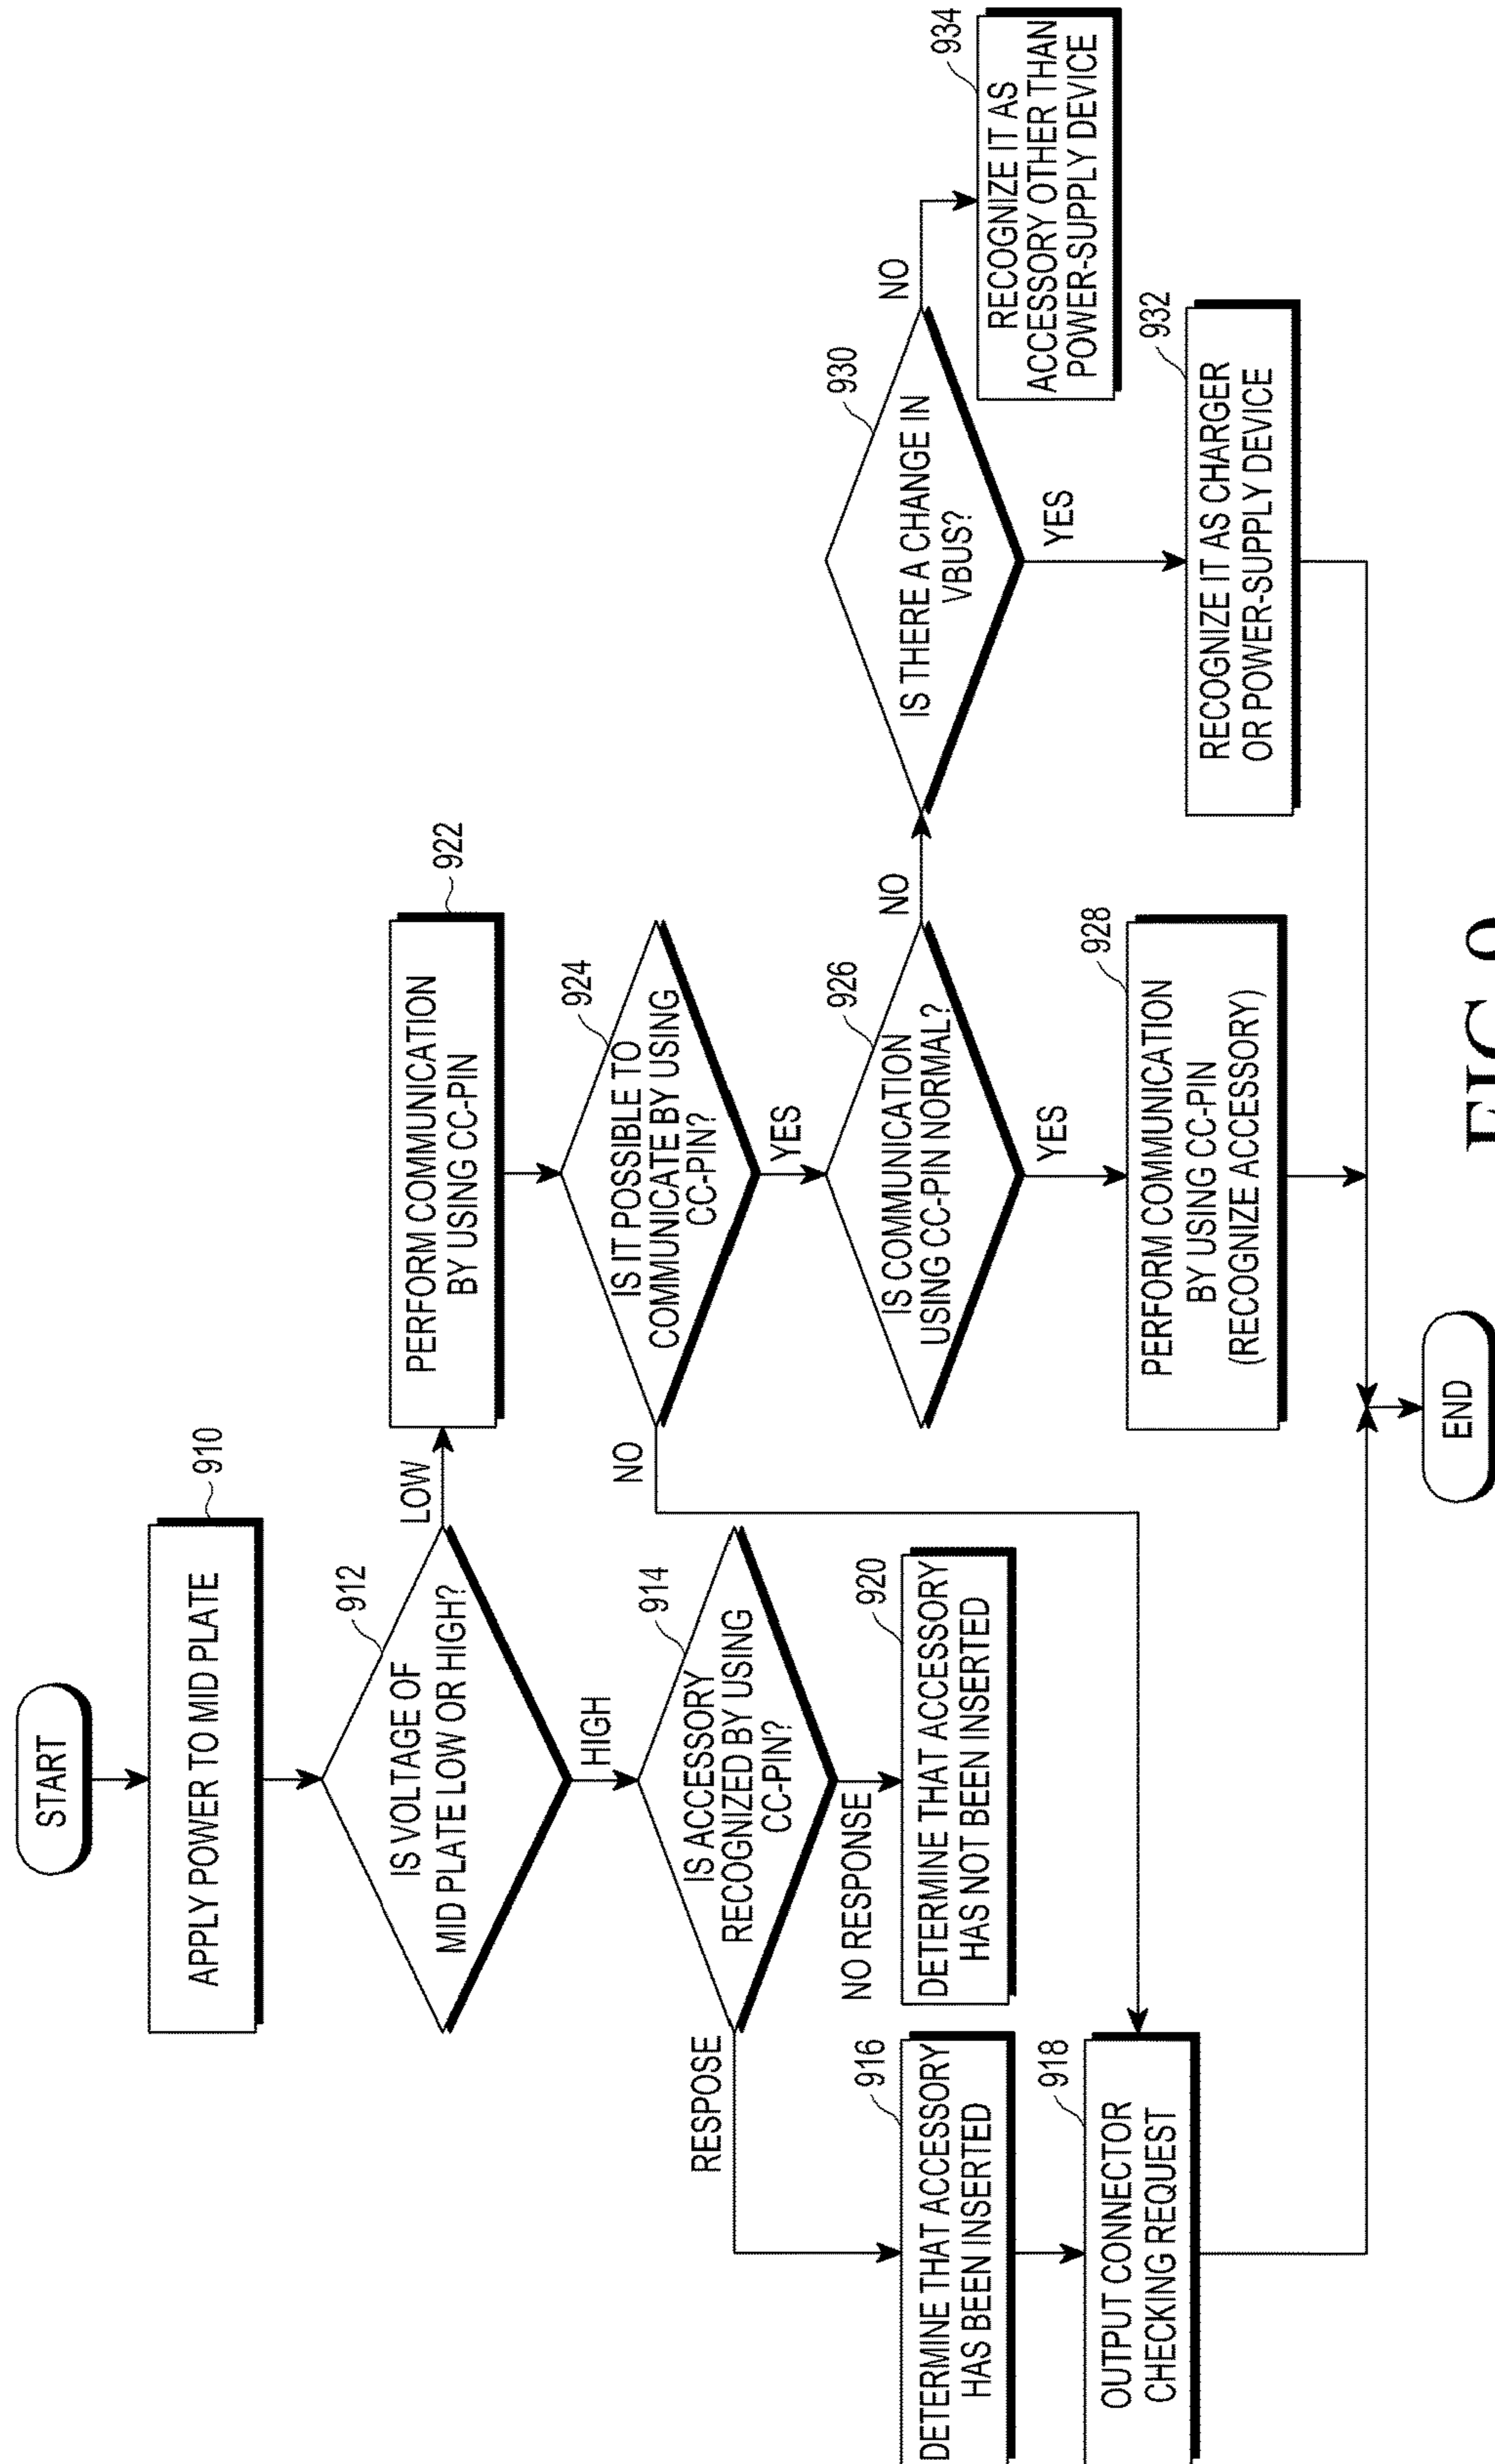 START
APPLY POWER TO MID PLATE
910
IS VOLTAGE OF
MID PLATE LOW OR HIGH?
912
LOW
HIGH
IS ACCESSORY
RECOGNIZED BY USING
CC-PIN?
914
RESPOSE
NO RESPONSE
DETERMINE THAT ACCESSORY
HAS BEEN INSERTED
916
OUTPUT CONNECTOR
CHECKING REQUEST
918
DETERMINE THAT ACCESSORY
HAS NOT BEEN INSERTED
920
PERFORM COMMUNICATION
BY USING CC-PIN
922
IS IT POSSIBLE TO
COMMUNICATE BY USING
CC-PIN?
924
NO
YES
IS COMMUNICATION
USING CC-PIN NORMAL?
926
NO
YES
PERFORM COMMUNICATION
BY USING CC-PIN
(RECOGNIZE ACCESSORY)
928
IS THERE A CHANGE IN
VBUS?
930
NO
YES
RECOGNIZE IT AS CHARGER
OR POWER-SUPPLY DEVICE
932
RECOGNIZE IT AS
ACCESSORY OTHER THAN
POWER-SUPPLY DEVICE
934
END